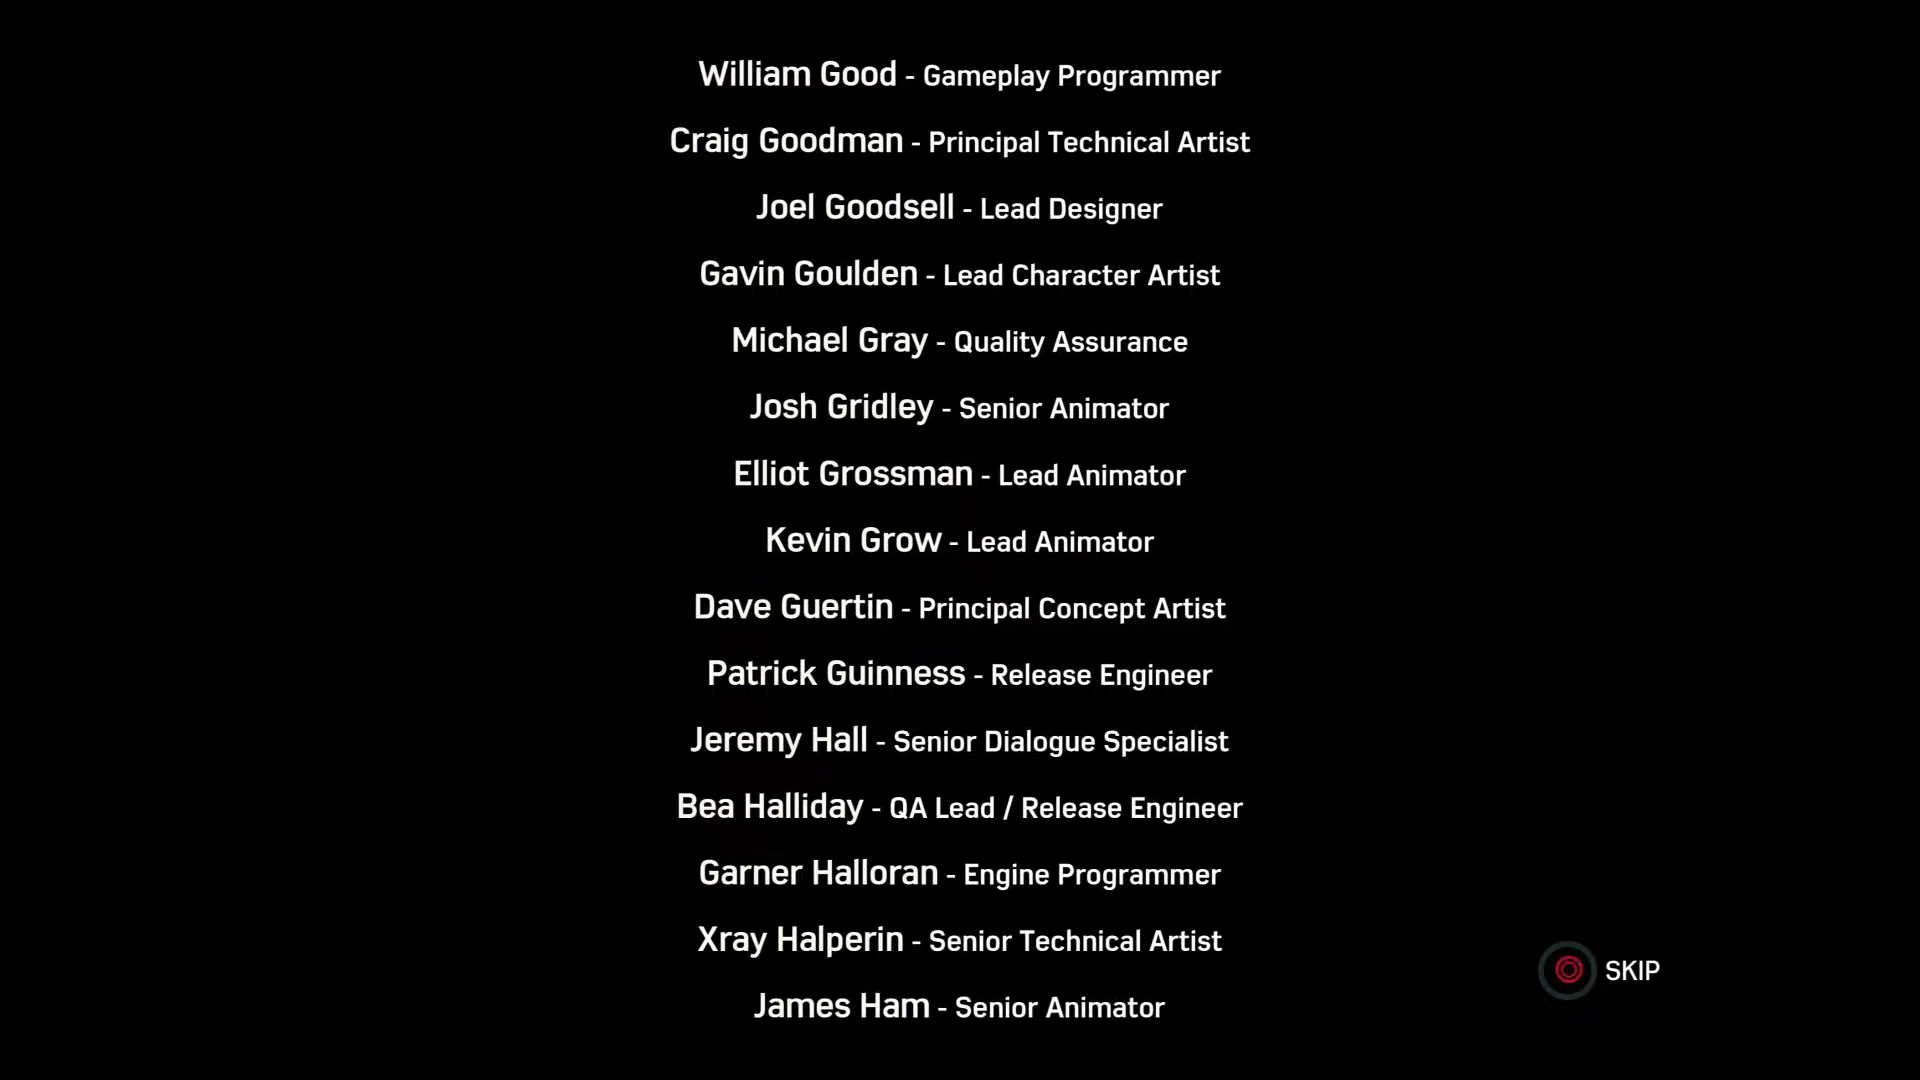 William Good - Gameplay Programmer
Craig Goodman - Principal Technical Artist
Joel Goodsell - Lead Designer
Gavin Goulden - Lead Character Artist
Michael Gray - Quality Assurance
Josh Gridley - Senior Animator
Elliot Grossman - Lead Animator
Kevin Grow - Lead Animator
Dave Guertin - Principal Concept Artist
Patrick Guinness - Release Engineer
Jeremy Hall - Senior Dialogue Specialist
Bea Halliday - QA Lead / Release Engineer
Garner Halloran - Engine Programmer
Xray Halperin - Senior Technical Artist
SKIP
James Ham - Senior Animator